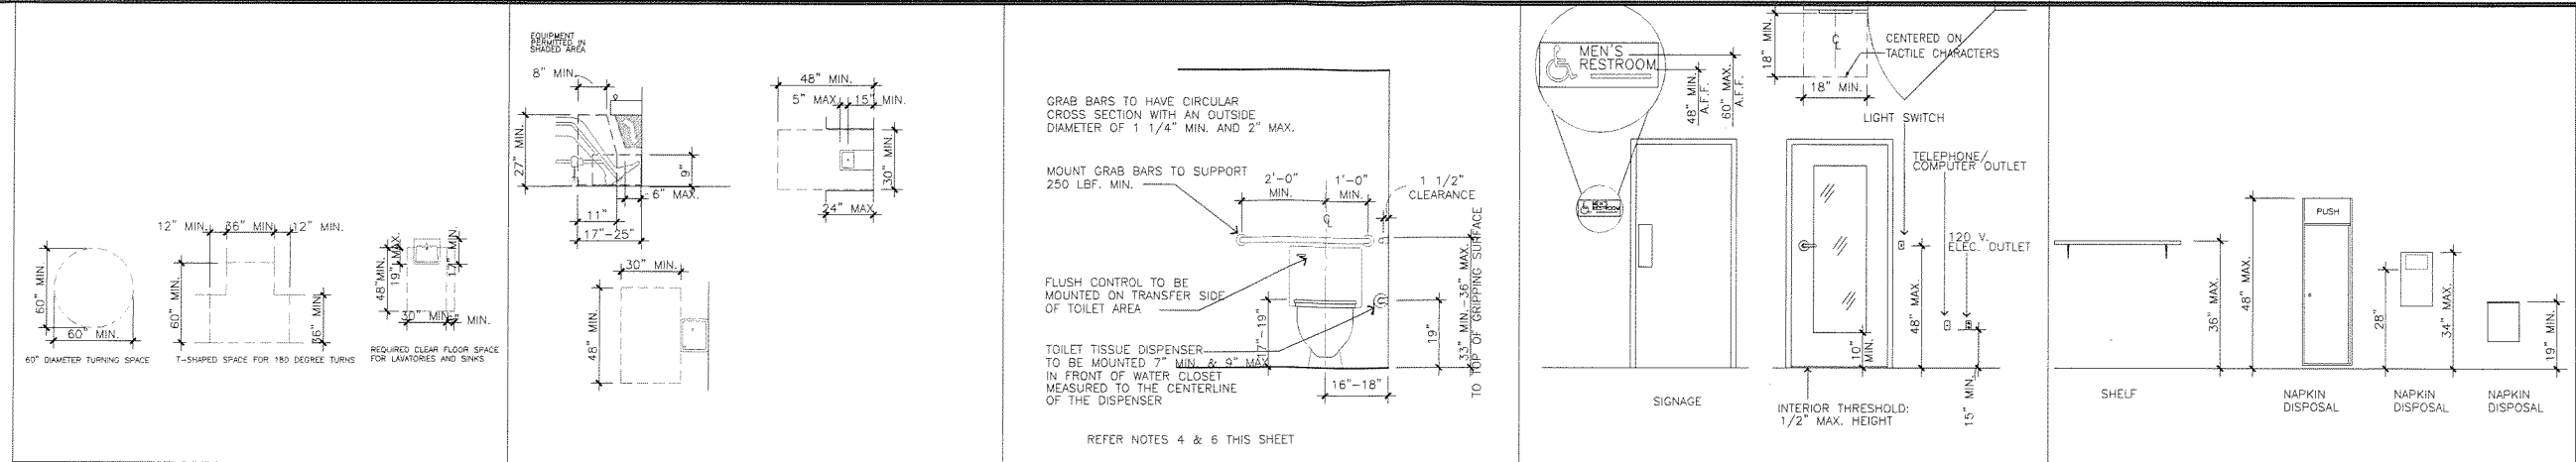 12" MIN.
36" MIN.
12" MIN.
60" MIN.
60" MIN.
60" MIN.
36" MIN.
48" MIN.
19" MAX.
30" MIN.
60" DIAMETER TURNING SPACE
T-SHAPED SPACE FOR 180 DEGREE TURNS
REQUIRED CLEAR FLOOR SPACE
FOR LAVATORIES AND SINKS
EQUIPMENT
PERMITTED IN
SHADED AREA
8" MIN.
27" MIN.
9"
6" MAX.
11"
17"-25"
48" MIN.
5" MAX.
15" MIN.
30" MIN.
24" MAX.
30" MIN.
48" MIN.
GRAB BARS TO HAVE CIRCULAR
CROSS SECTION WITH AN OUTSIDE
DIAMETER OF 1 1/4" MIN. AND 2" MAX.
MOUNT GRAB BARS TO SUPPORT
250 LBF. MIN.
2'-0"
MIN.
1'-0"
MIN.
1 1/2"
CLEARANCE
FLUSH CONTROL TO BE
MOUNTED ON TRANSFER SIDE
OF TOILET AREA
TOILET TISSUE DISPENSER
TO BE MOUNTED 7" MIN. & 9" MAX.
IN FRONT OF WATER CLOSET
MEASURED TO THE CENTERLINE
OF THE DISPENSER
17"-19"
19"
33" MIN.-36" MAX.
TO TOP OF GRIPPING SURFACE
16"-18"
REFER NOTES 4 & 6 THIS SHEET
MEN'S
RESTROOM
48" MIN.
A.F.F.
60" MAX.
A.F.F.
MEN'S
RESTROOM
SIGNAGE
18" MIN.
18" MIN.
CENTERED ON
TACTILE CHARACTERS
LIGHT SWITCH
TELEPHONE/
COMPUTER OUTLET
120 V.
ELEC. OUTLET
10"
MIN.
48" MAX.
15" MIN.
INTERIOR THRESHOLD:
1/2" MAX. HEIGHT
36" MAX.
SHELF
48" MAX.
PUSH
NAPKIN
DISPOSAL
28"
34" MAX.
NAPKIN
DISPOSAL
19" MIN.
NAPKIN
DISPOSAL